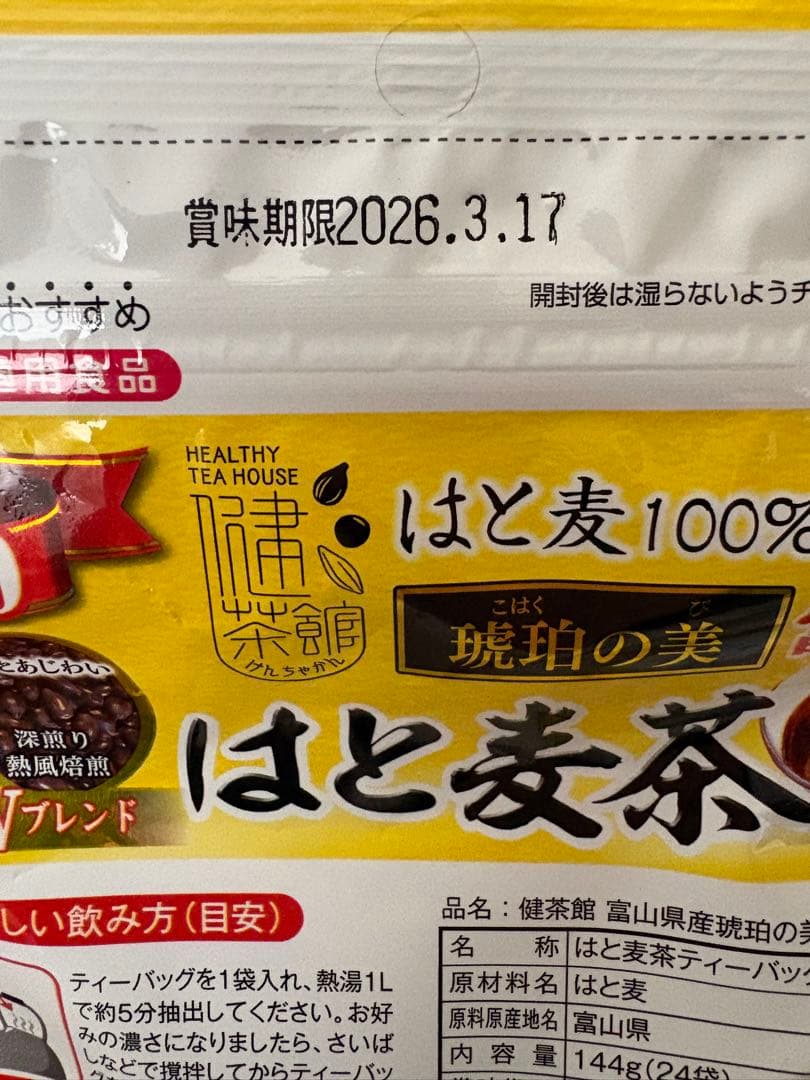 賞味期限2026.3.17
開封後は湿らないようチ
おすすめ
用食品
HEALTHY
TEA HOUSE
健
茶館
けんちゃかん
はと麦100%
こはく び
琥珀の美
はと麦茶
とあじわい
深煎り
熱風焙煎
Wブレンド
しい飲み方(目安)
ティーバッグを1袋入れ、熱湯1L
で約5分抽出してください。お好
みの濃さになりましたら、さいば
しなどで撹拌してからティーバッ
品名:健茶館 富山県産琥珀の美
名 称 はと麦茶ティーバッグ
原材料名 はと麦
原料原産地名 富山県
内 容 量 144g(24袋)